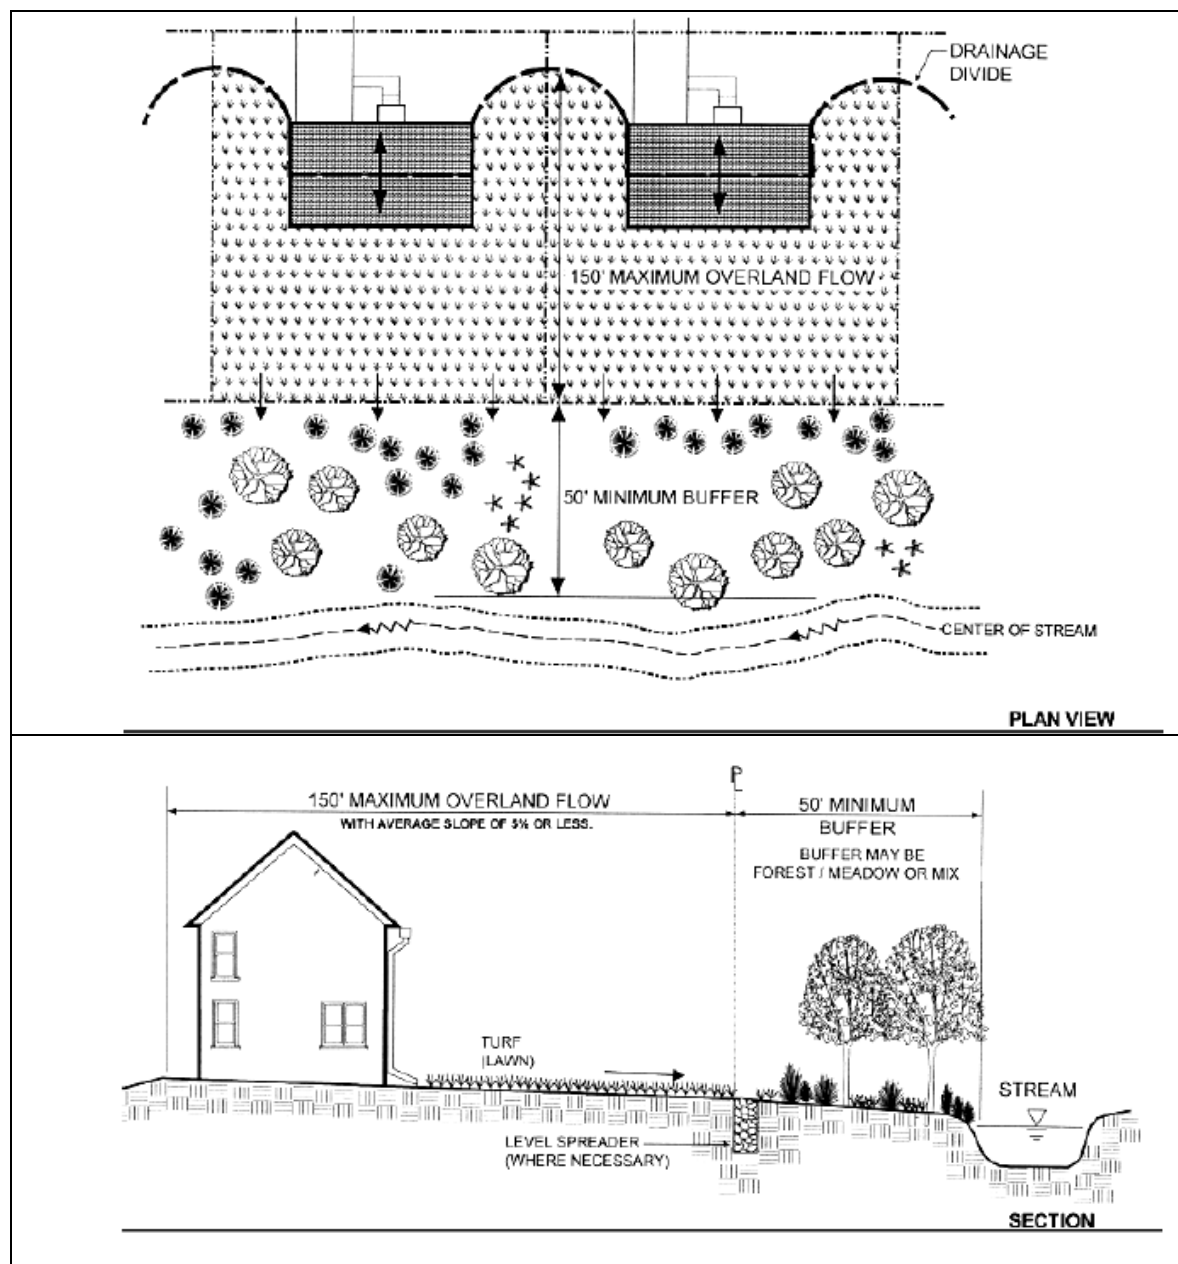 DRAINAGE
DIVIDE
150' MAXIMUM OVERLAND FLOW
50' MINIMUM BUFFER
CENTER OF STREAM
PLAN VIEW
PL
150' MAXIMUM OVERLAND FLOW
WITH AVERAGE SLOPE OF 5% OR LESS.
50' MINIMUM
BUFFER
BUFFER MAY BE
FOREST / MEADOW OR MIX
TURF
(LAWN)
STREAM
LEVEL SPREADER
(WHERE NECESSARY)
SECTION